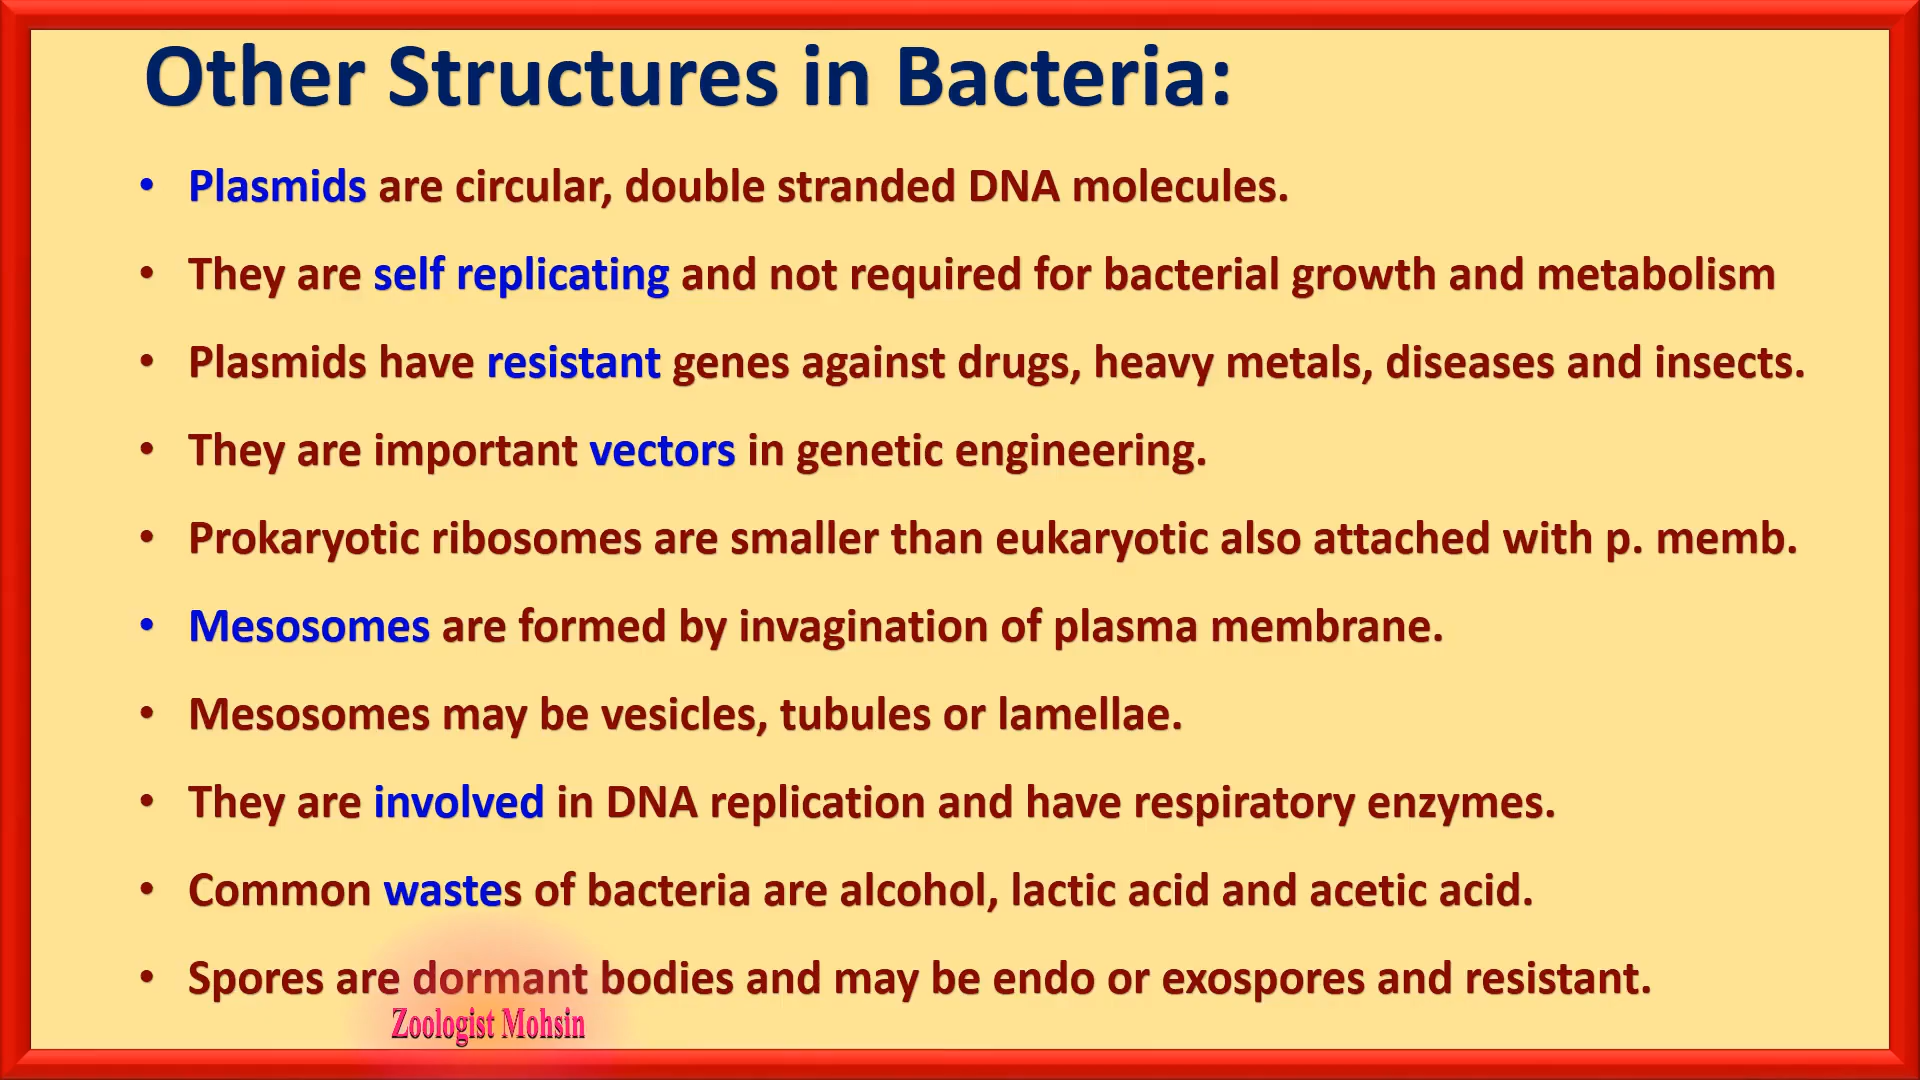 Other Structures in Bacteria:
• Plasmids are circular, double stranded DNA molecules.
• They are self replicating and not required for bacterial growth and metabolism
• Plasmids have resistant genes against drugs, heavy metals, diseases and insects.
• They are important vectors in genetic engineering.
• Prokaryotic ribosomes are smaller than eukaryotic also attached with p. memb.
• Mesosomes are formed by invagination of plasma membrane.
• Mesosomes may be vesicles, tubules or lamellae.
• They are involved in DNA replication and have respiratory enzymes.
• Common wastes of bacteria are alcohol, lactic acid and acetic acid.
• Spores are dormant bodies and may be endo or exospores and resistant.
Zoologist Mohsin